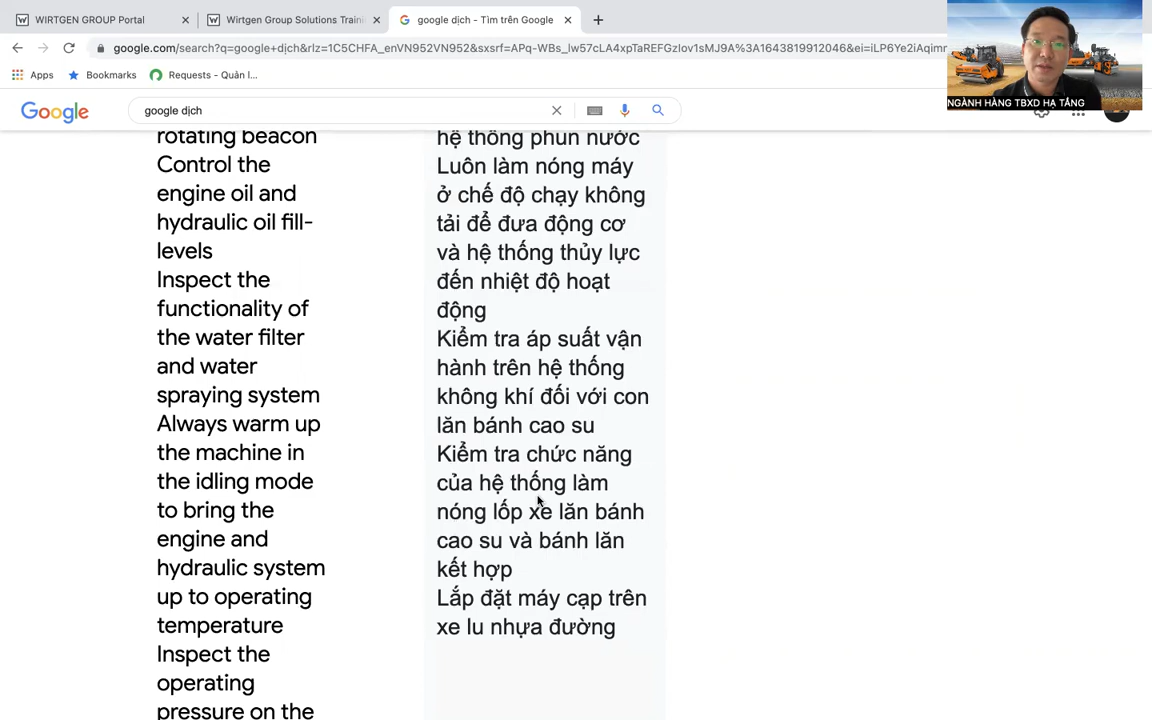 WIRTGEN GROUP Portal
Wirtgen Group Solutions Traini
google dịch - Tìm trên Google
google.com/search?q=google+dịch&rlz=1C5CHFA_enVN952VN952&sxsrf=APq-WBs_lw57cLA4xpTaREFGzIov1sMJ9A%3A1643819912046&ei=iLP6Ye2iAqimr
Apps
Bookmarks
Requests - Quản l...
NGÀNH HÀNG TBXD HẠ TẦNG
Google
google dịch
rotating beacon
Control the
engine oil and
hydraulic oil fill-
levels
Inspect the
functionality of
the water filter
and water
spraying system
Always warm up
the machine in
the idling mode
to bring the
engine and
hydraulic system
up to operating
temperature
Inspect the
operating
pressure on the
hệ thống phun nước
Luôn làm nóng máy
ở chế độ chạy không
tải để đưa động cơ
và hệ thống thủy lực
đến nhiệt độ hoạt
động
Kiểm tra áp suất vận
hành trên hệ thống
không khí đối với con
lăn bánh cao su
Kiểm tra chức năng
của hệ thống làm
nóng lốp xe lăn bánh
cao su và bánh lăn
kết hợp
Lắp đặt máy cạp trên
xe lu nhựa đường